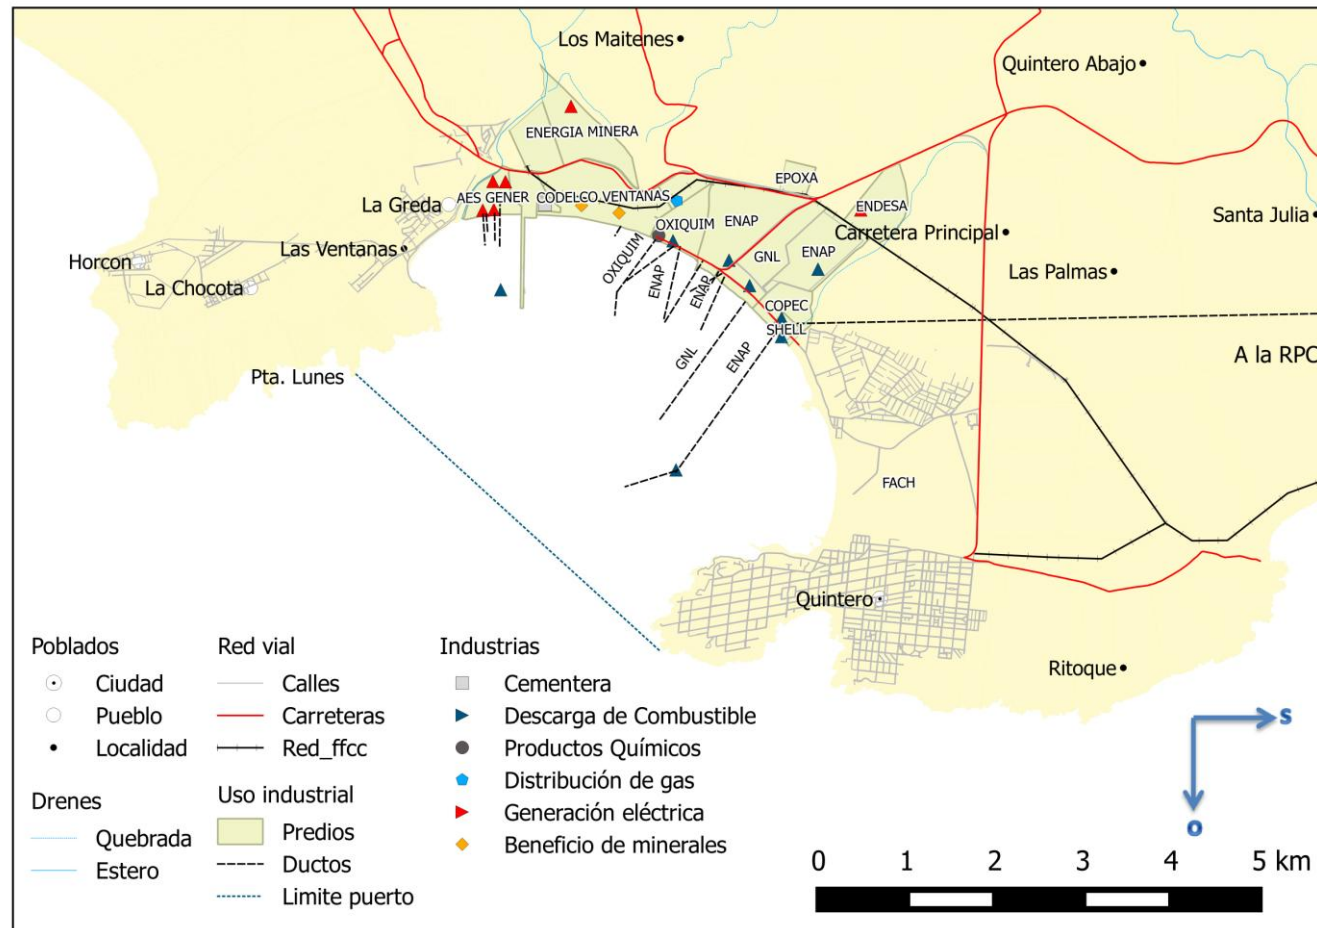 Los Maitenes
Quintero Abajo
ENERGIA MINERA
EPOXA
AES GENER
CODELCO VENTANAS
La Greda
ENDESA
Santa Julia
OXIQUIM
ENAP
Carretera Principal
Las Ventanas
OXIQUIM
GNL
ENAP
Horcon
Las Palmas
La Chocota
ENAP
ENAP
COPEC
SHELL
A la RPC
Pta. Lunes
GNL
ENAP
FACH
Quintero
Ritoque
Poblados
Ciudad
Pueblo
Localidad
Drenes
Quebrada
Estero
Red vial
Calles
Carreteras
Red_ffcc
Uso industrial
Predios
Ductos
Limite puerto
Industrias
Cementera
Descarga de Combustible
Productos Químicos
Distribución de gas
Generación eléctrica
Beneficio de minerales
S
O
0 1 2 3 4 5 km